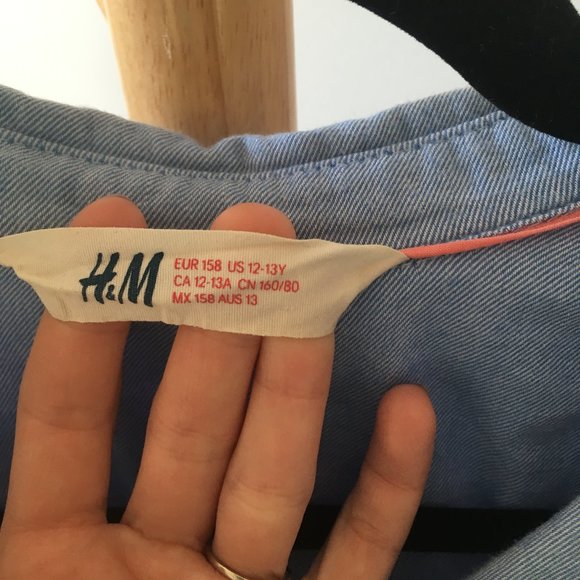 H&M
EUR 158 US 12-13Y
CA 12-13A CN 160/80
MX 158 AUS 13